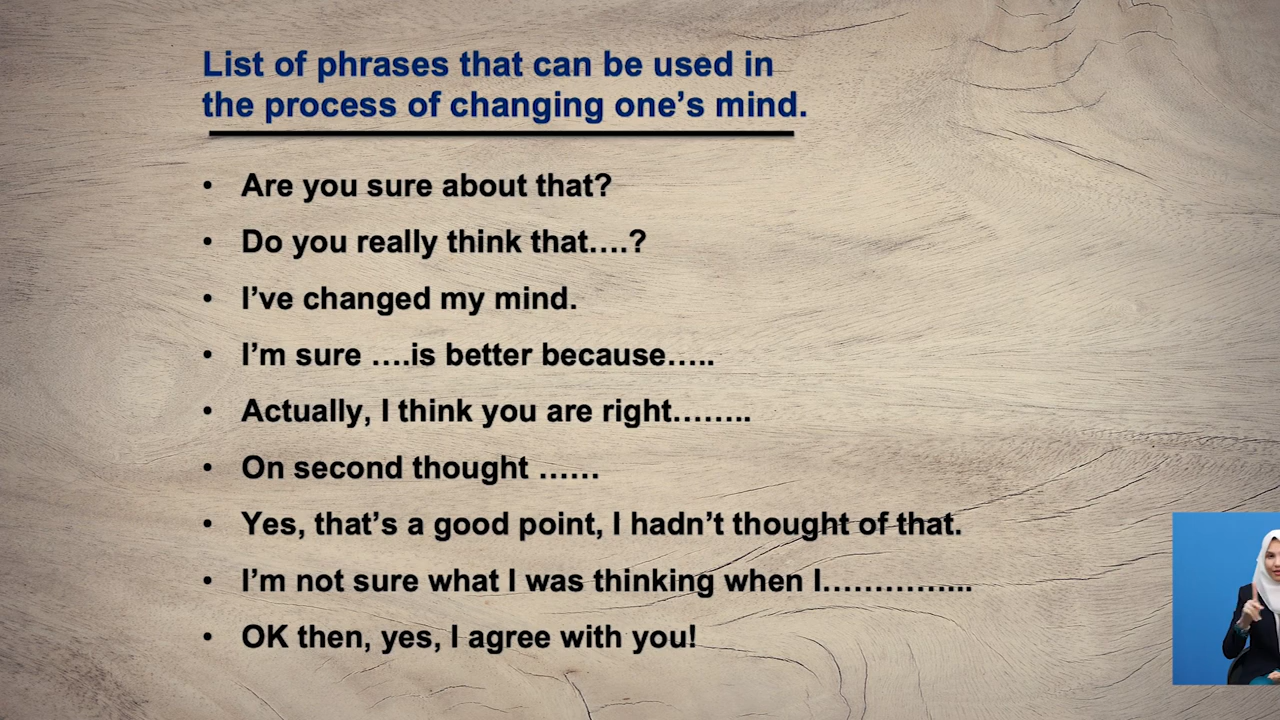 List of phrases that can be used in
the process of changing one's mind.
• Are you sure about that?
• Do you really think that….?
• I've changed my mind.
• I'm sure ….is better because…..
• Actually, I think you are right……..
• On second thought ……
• Yes, that's a good point, I hadn't thought of that.
• I'm not sure what I was thinking when I…………...
• OK then, yes, I agree with you!